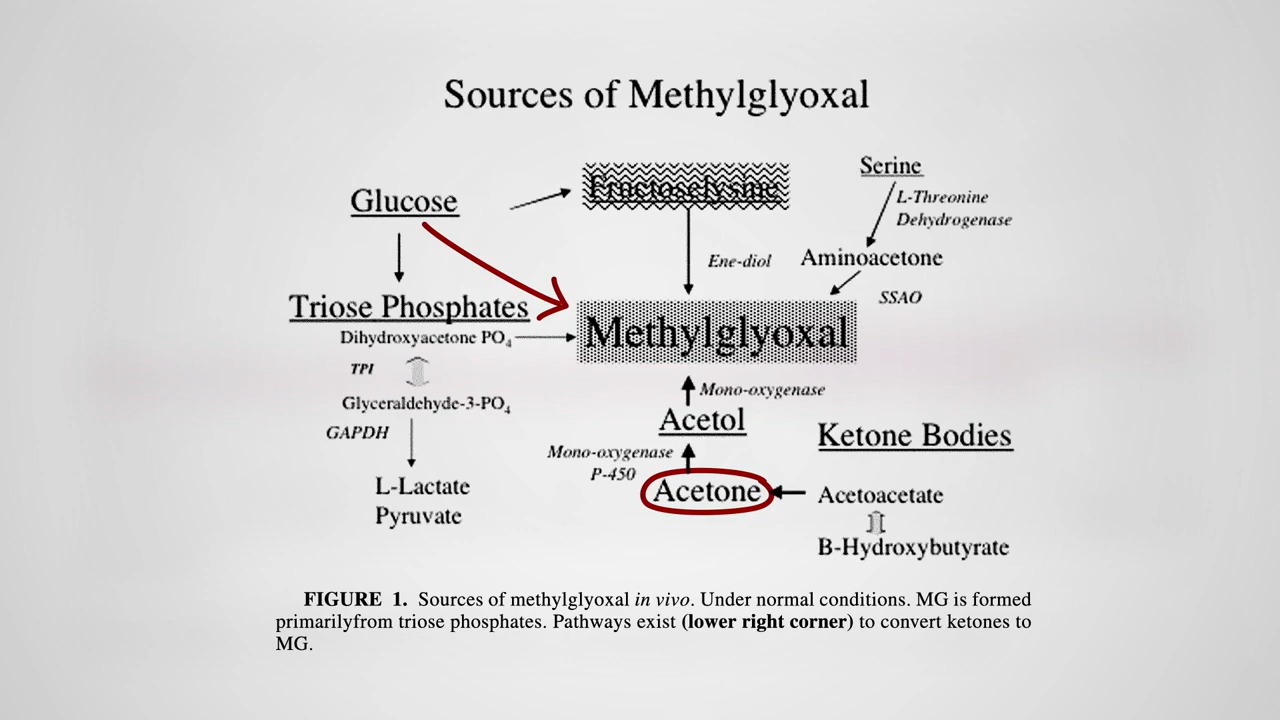 Sources of Methylglyoxal
Glucose
Fructoselysine
Serine
L-Threonine
Dehydrogenase
Ene-diol
Aminoacetone
SSAO
Triose Phosphates
Dihydroxyacetone PO4
Methylglyoxal
TPI
Glyceraldehyde-3-PO4
GAPDH
L-Lactate
Pyruvate
Mono-oxygenase
Acetol
Mono-oxygenase
P-450
Acetone
Ketone Bodies
Acetoacetate
B-Hydroxybutyrate
FIGURE 1. Sources of methylglyoxal in vivo. Under normal conditions. MG is formed
primarilyfrom triose phosphates. Pathways exist (lower right corner) to convert ketones to
MG.